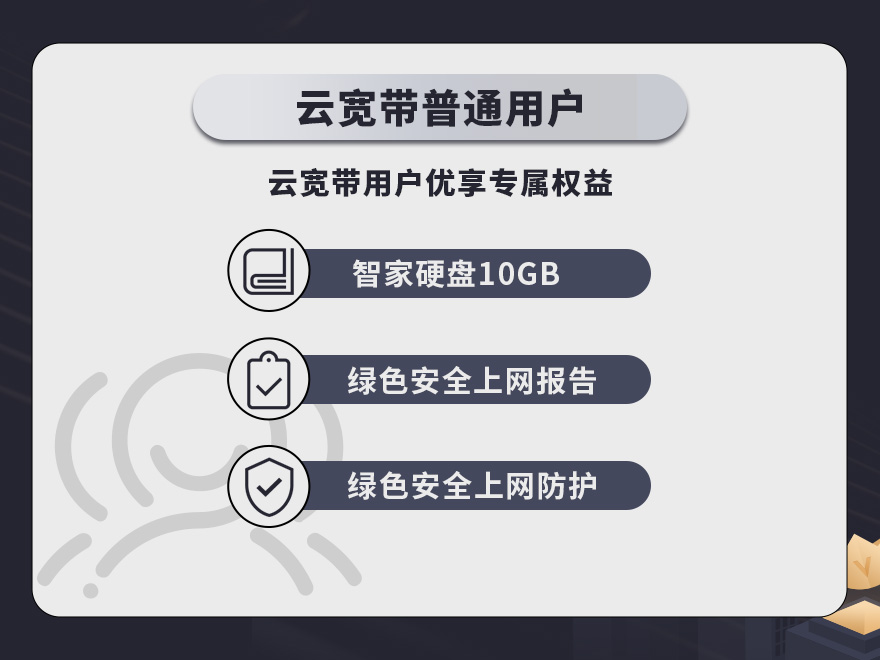 云宽带普通用户
云宽带用户优享专属权益
智家硬盘10GB
绿色安全上网报告
绿色安全上网防护